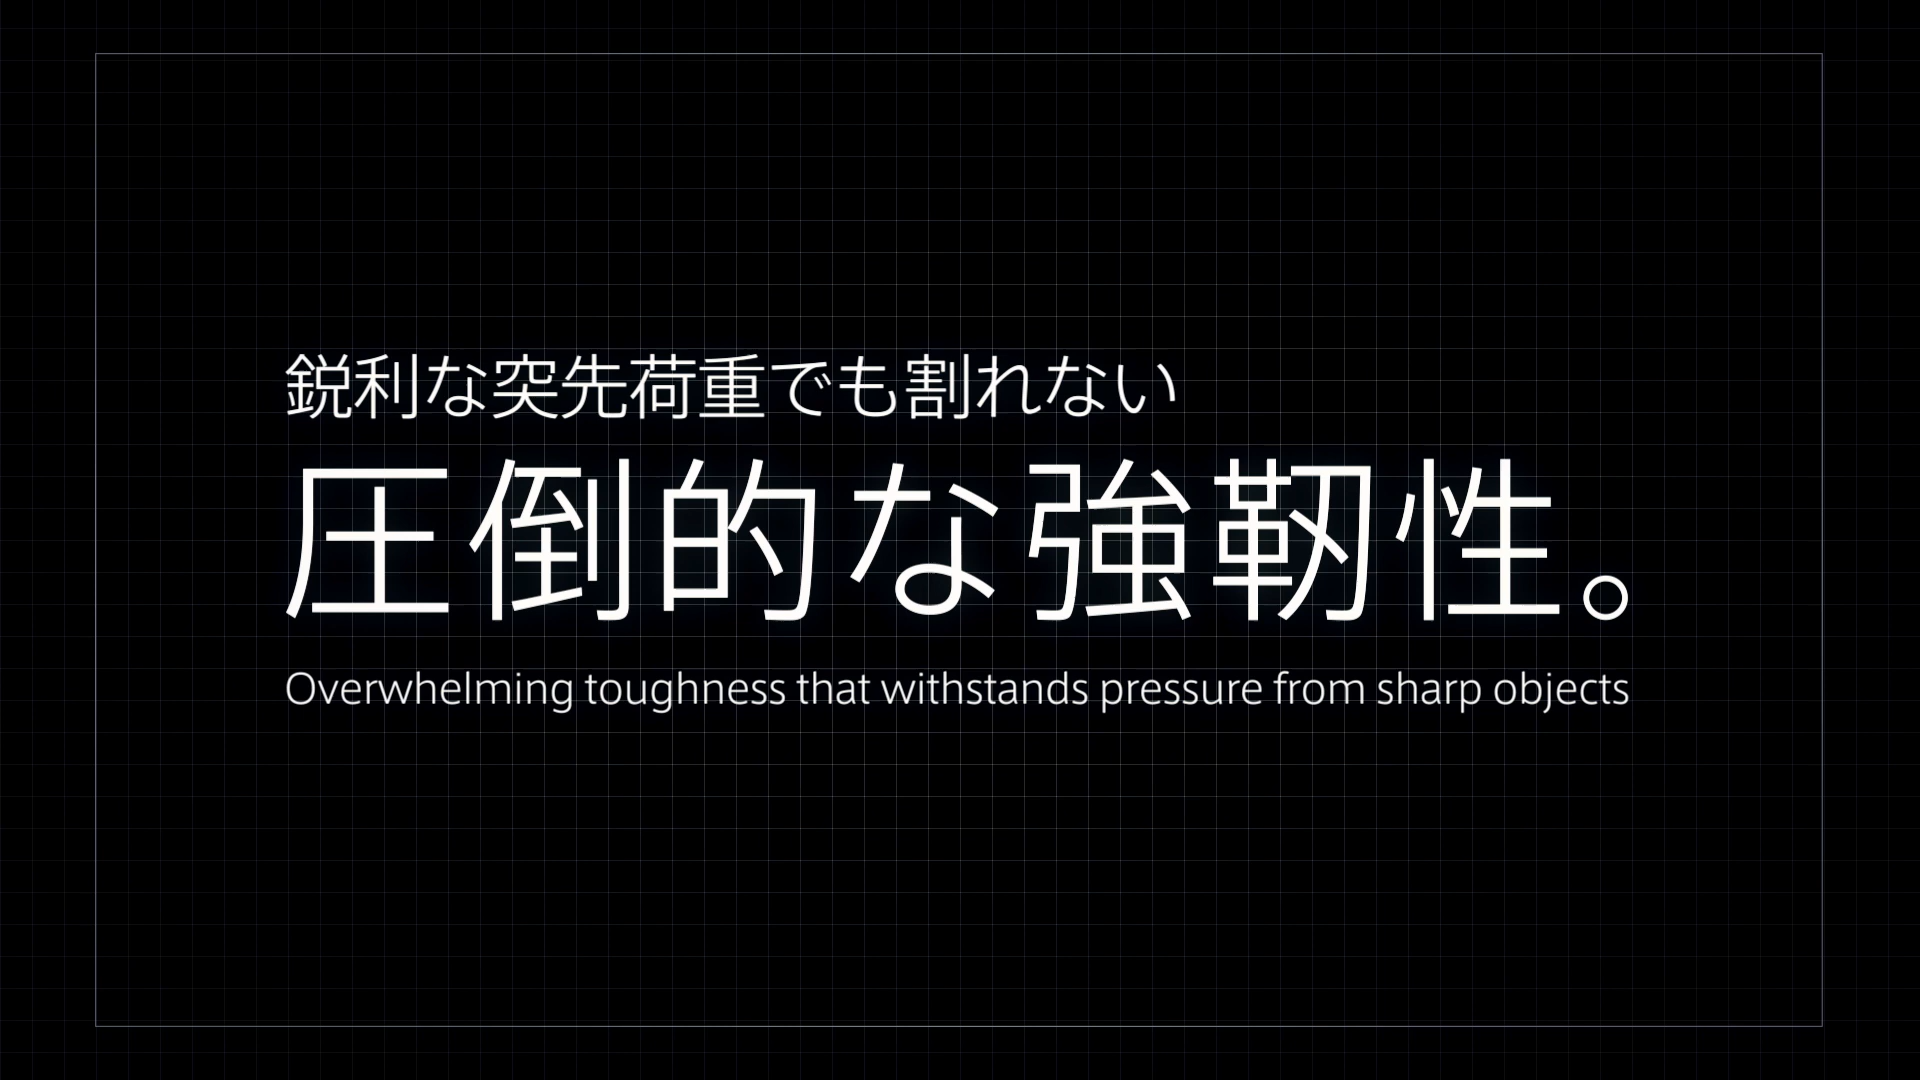 鋭利な突先荷重でも割れない
圧倒的な強靭性。
Overwhelming toughness that withstands pressure from sharp objects